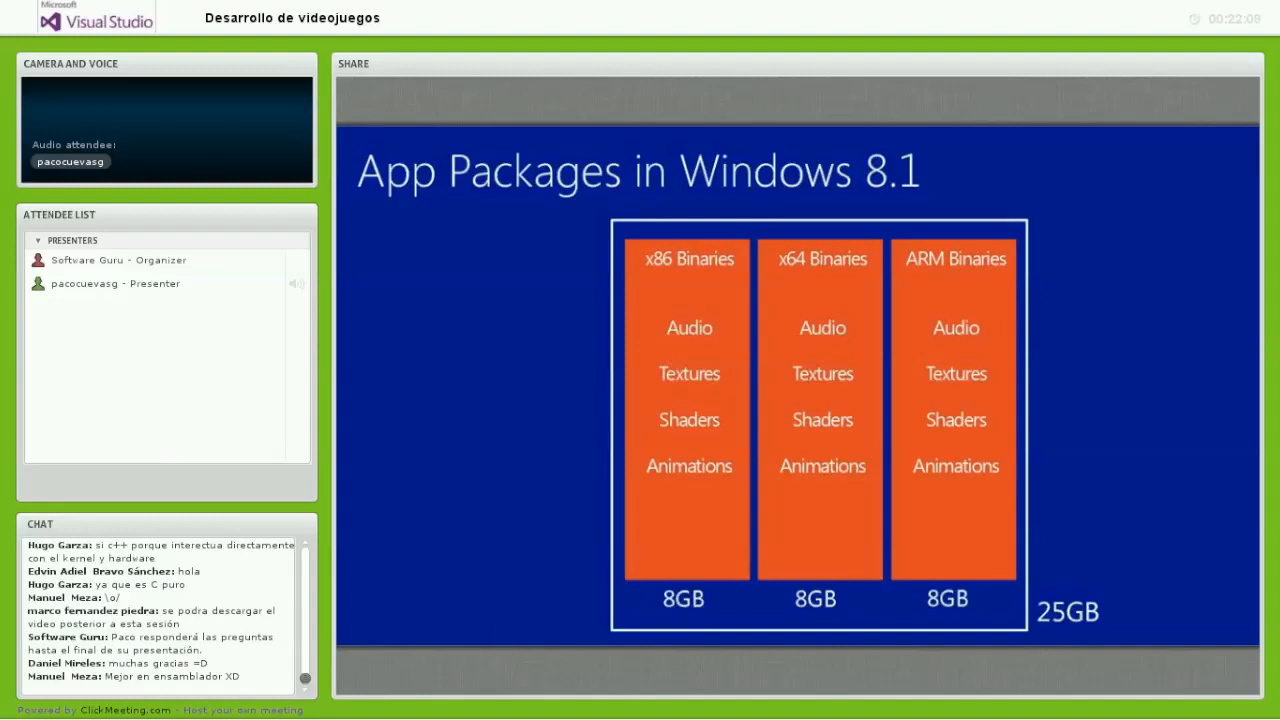 Microsoft
Visual Studio
Desarrollo de videojuegos
00:22:09
CAMERA AND VOICE
Audio attendee:
pacocuevasg
ATTENDEE LIST
PRESENTERS
Software Guru - Organizer
pacocuevasg - Presenter
CHAT
Hugo Garza: si c++ porque interectua directamente
con el kernel y hardware
Edvin Adiel Bravo Sánchez: hola
Hugo Garza: ya que es C puro
Manuel Meza: \o/
marco fernandez piedra: se podra descargar el
video posterior a esta sesión
Software Guru: Paco responderá las preguntas
hasta el final de su presentación.
Daniel Mireles: muchas gracias =D
Manuel Meza: Mejor en ensamblador XD
SHARE
App Packages in Windows 8.1
x86 Binaries
Audio
Textures
Shaders
Animations
8GB
x64 Binaries
Audio
Textures
Shaders
Animations
8GB
ARM Binaries
Audio
Textures
Shaders
Animations
8GB
25GB
Powered by ClickMeeting.com - Host your own meeting